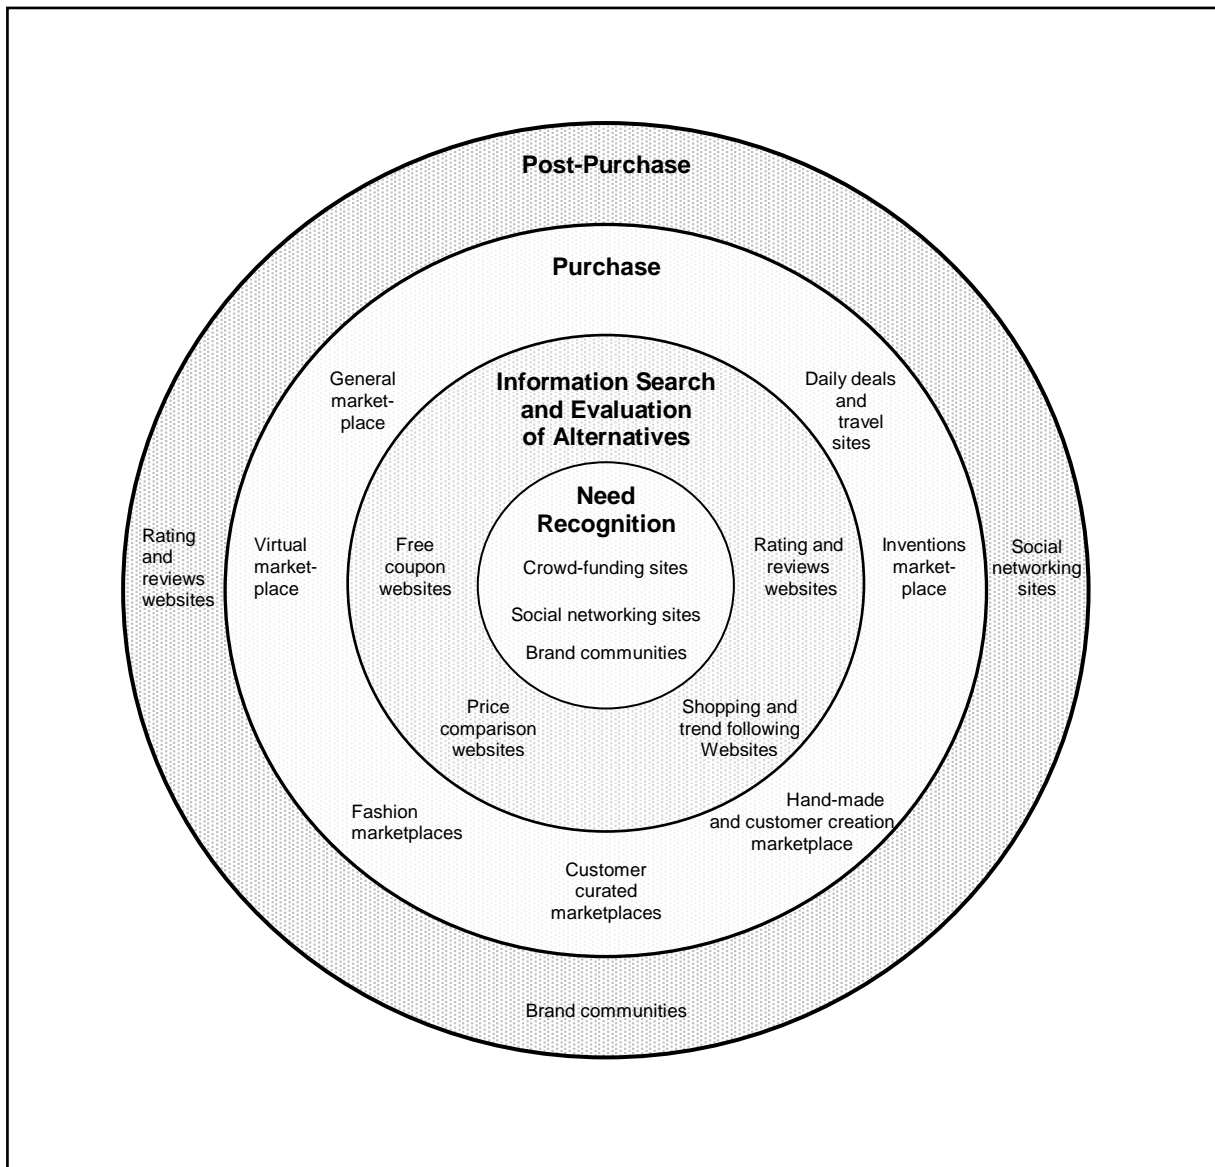 Post-Purchase
Purchase
General
market-
place
Daily deals
and
travel
sites
Information Search
and Evaluation
of Alternatives
Need
Recognition
Crowd-funding sites
Social networking sites
Brand communities
Rating
and
reviews
websites
Virtual
market-
place
Free
coupon
websites
Rating and
reviews
websites
Inventions
market-
place
Social
networking
sites
Price
comparison
websites
Shopping and
trend following
Websites
Fashion
marketplaces
Hand-made
and customer creation
marketplace
Customer
curated
marketplaces
Brand communities